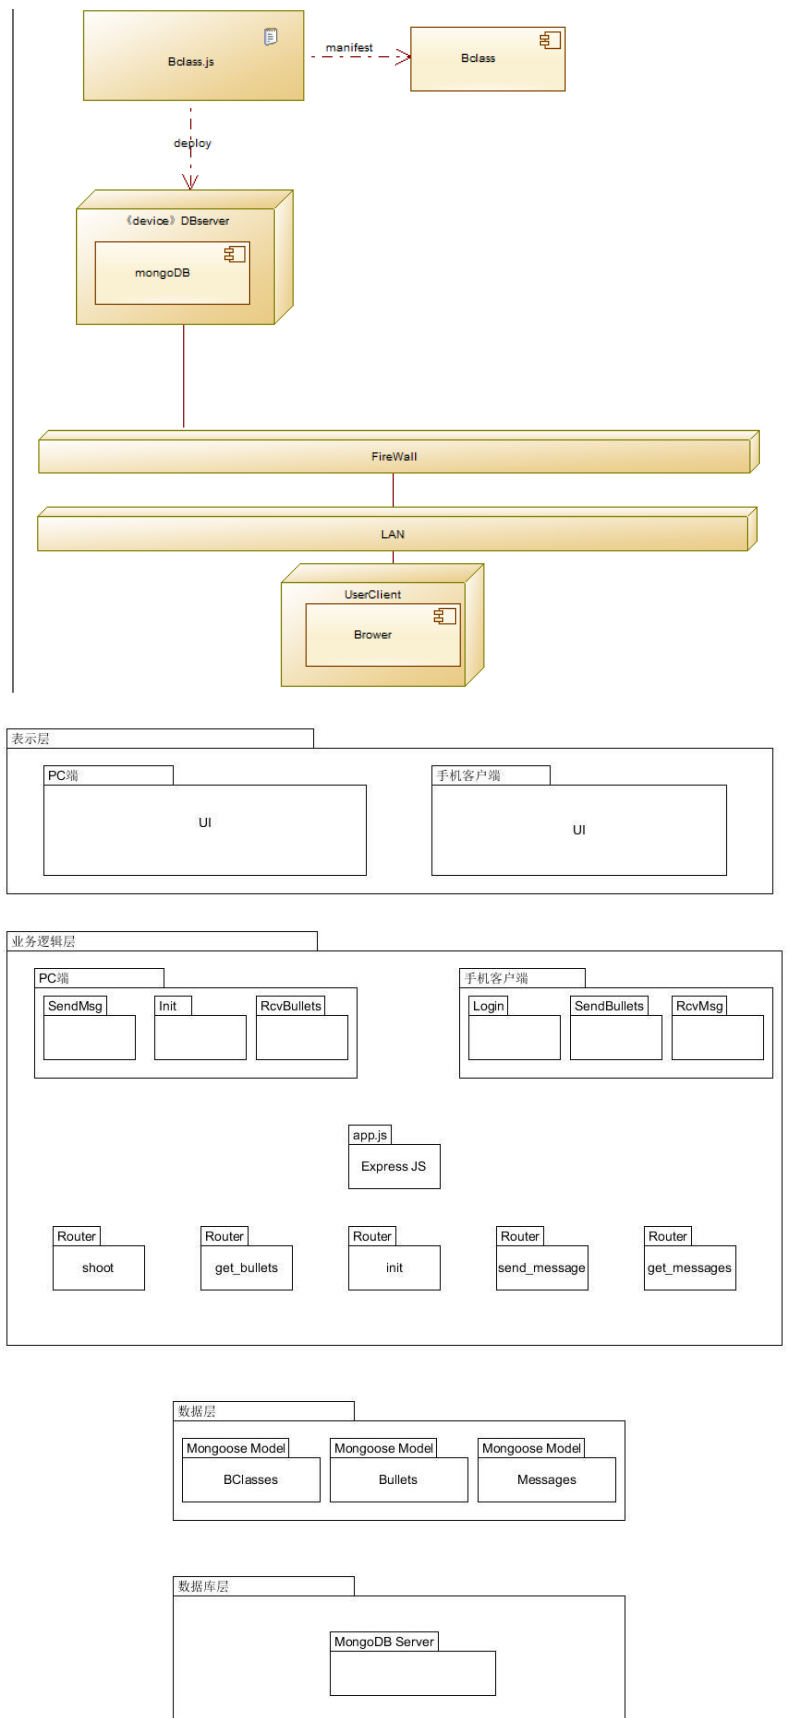 Bclass.js
manifest
Bclass
deploy
《device》DBserver
mongoDB
FireWall
LAN
UserClient
Brower
表示层
PC端
手机客户端
UI
UI
业务逻辑层
PC端
手机客户端
SendMsg
Init
RcvBullets
Login
SendBullets
RcvMsg
app.js
Express JS
Router
Router
Router
Router
Router
shoot
get_bullets
init
send_message
get_messages
数据层
Mongoose Model
Mongoose Model
Mongoose Model
BClasses
Bullets
Messages
数据库层
MongoDB Server